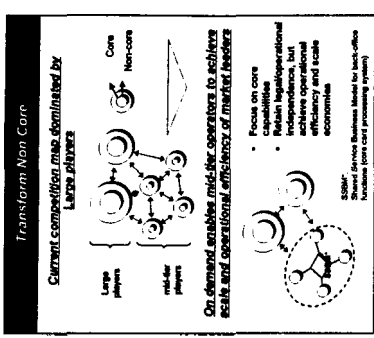 Transform Non Core
Current competition map dominated by
Large players
Core
Non-core
Large
players
mid-tier
players
On demand enables mid-tier operators to achieve
scale and operational efficiency of market leaders
• Focus on core
capabilities
• Retain legal/operational
independence, but
achieve operational
efficiency and scale
economies
SSBM*:
Shared Service Business Model for back-office
functions (core card processing system)